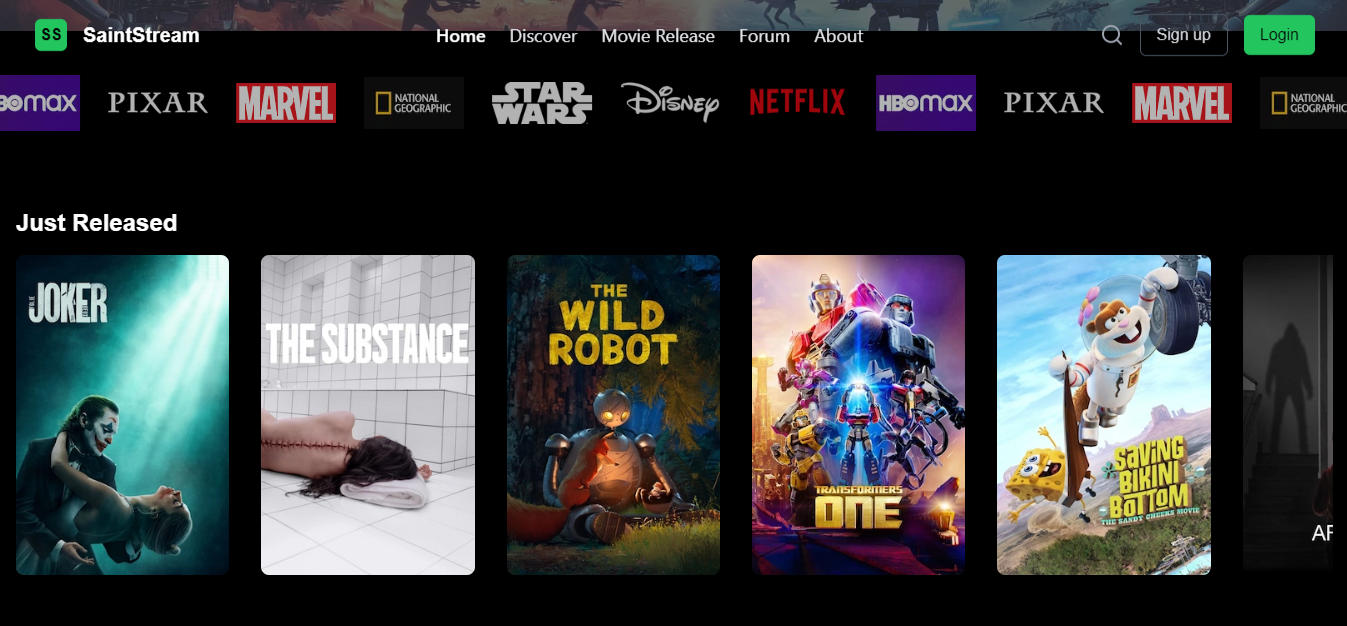 SS
SaintStream
Home
Discover
Movie Release
Forum
About
Sign up
Login
HBOmax
PIXAR
MARVEL
NATIONAL
GEOGRAPHIC
STAR
WARS
Disney
NETFLIX
HBOmax
PIXAR
MARVEL
NATIONAL
GEOGRAPHIC
Just Released
JOKER
THE SUBSTANCE
THE
WILD
ROBOT
TRANSFORMERS
ONE
SAVING
BIKINI
BOTTOM
THE SANDY CHEEKS MOVIE